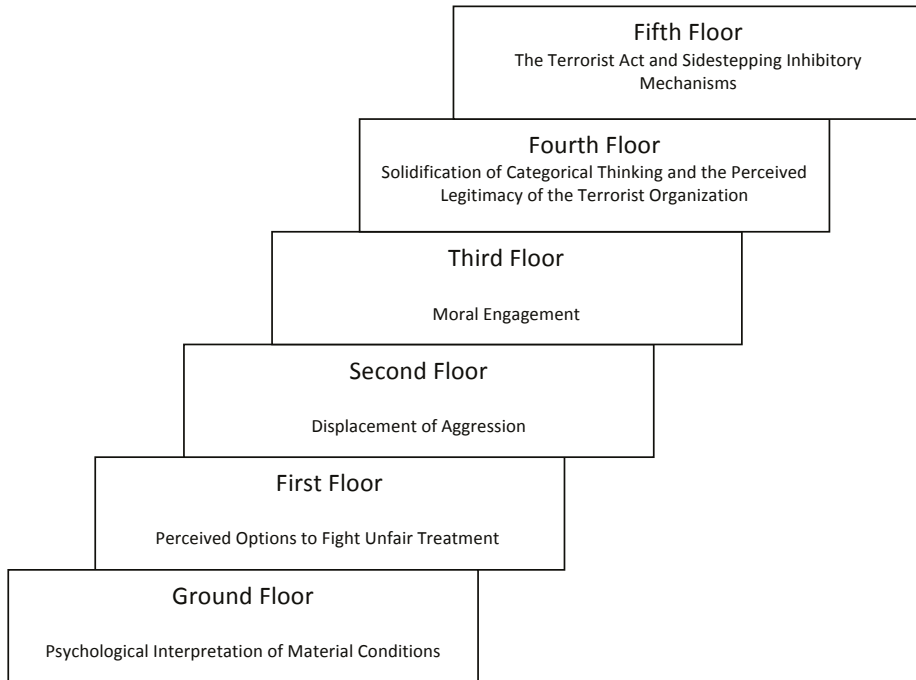 Fifth Floor
The Terrorist Act and Sidestepping Inhibitory
Mechanisms
Fourth Floor
Solidification of Categorical Thinking and the Perceived
Legitimacy of the Terrorist Organization
Third Floor
Moral Engagement
Second Floor
Displacement of Aggression
First Floor
Perceived Options to Fight Unfair Treatment
Ground Floor
Psychological Interpretation of Material Conditions